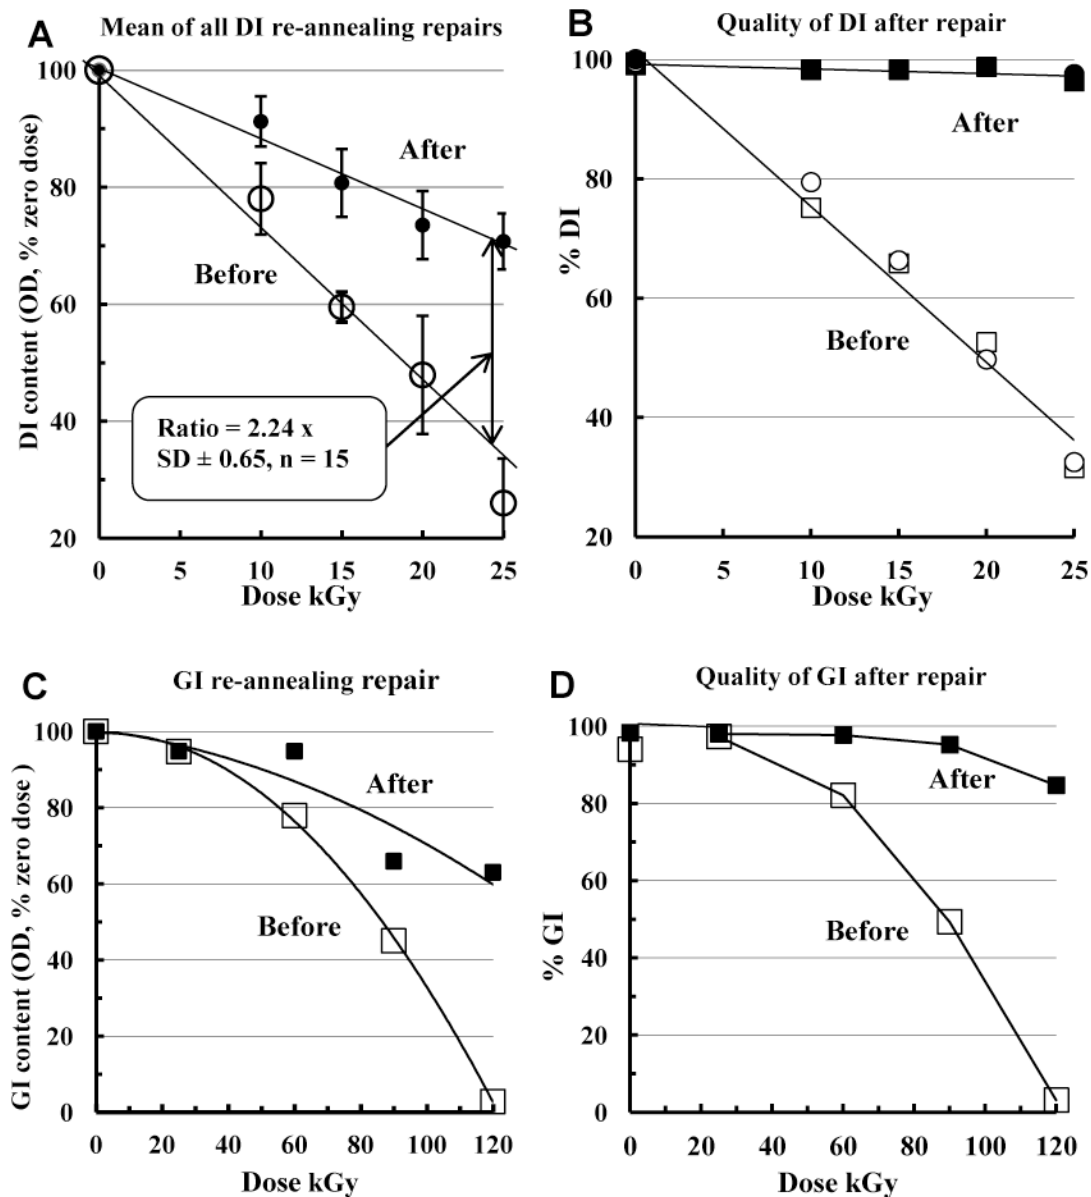 A
Mean of all DI re-annealing repairs
DI content (OD, % zero dose)
100
80
60
40
20
After
Before
Ratio = 2.24 x
SD ± 0.65, n = 15
0 5 10 15 20 25
Dose kGy
B
Quality of DI after repair
% DI
100
80
60
40
20
After
Before
0 5 10 15 20 25
Dose kGy
C
GI re-annealing repair
GI content (OD, % zero dose )
100
80
60
40
20
0
After
Before
0 20 40 60 80 100 120
Dose kGy
D
Quality of GI after repair
% GI
100
80
60
40
20
0
After
Before
0 20 40 60 80 100 120
Dose kGy